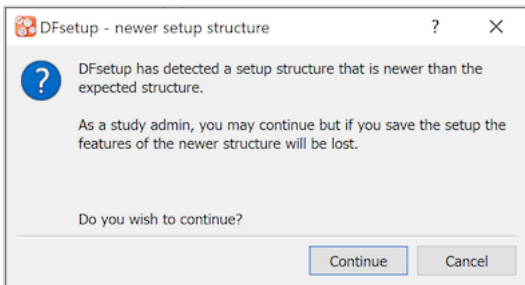 DFsetup - newer setup structure
?
DFsetup has detected a setup structure that is newer than the
expected structure.
As a study admin, you may continue but if you save the setup the
features of the newer structure will be lost.
Do you wish to continue?
Continue
Cancel